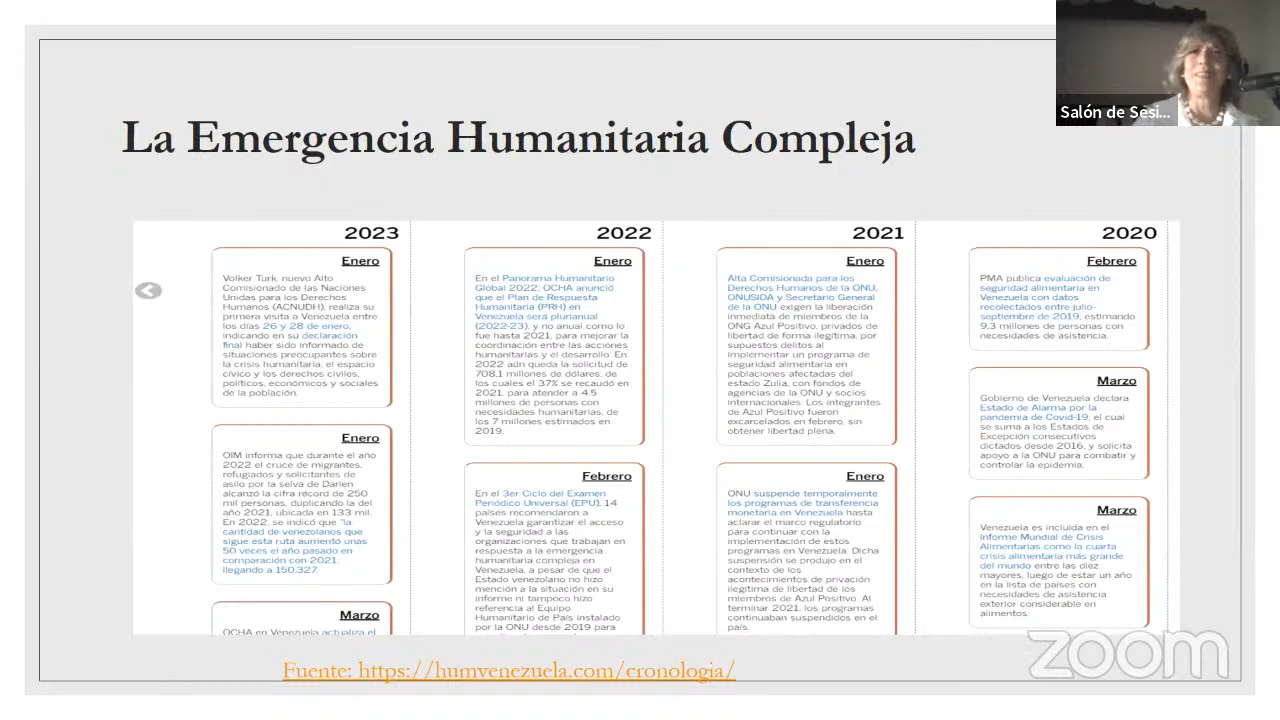 Salón de Sesi...
La Emergencia Humanitaria Compleja
2023
Enero
Volker Turk, nuevo Alto
Comisionado de las Naciones
Unidas para los Derechos
Humanos (ACNUDH), realiza su
primera visita a Venezuela entre
los días 26 y 28 de enero,
indicando en su declaración
final haber sido informado de
situaciones preocupantes sobre
la crisis humanitaria, el espacio
cívico y los derechos civiles,
políticos, económicos y sociales
de la población.
Enero
OIM informa que durante el año
2022 el cruce de migrantes,
refugiados y solicitantes de
asilo por la selva de Darien
alcanzó la cifra récord de 250
mil personas, duplicando la del
año 2021, ubicada en 133 mil.
En 2022, se indicó que "la
cantidad de venezolanos que
sigue esta ruta aumentó unas
50 veces el año pasado en
comparación con 2021,
llegando a 150.327.
Marzo
OCHA en Venezuela actualiza el
2022
Enero
En el Panorama Humanitario
Global 2022, OCHA anunció
que el Plan de Respuesta
Humanitaria (PRH) en
Venezuela será plurianual
(2022-23), y no anual como lo
fue hasta 2021, para mejorar la
coordinación entre las acciones
humanitarias y el desarrollo. En
2022 aún queda la solicitud de
708,1 millones de dólares, de
los cuales el 37% se recaudó en
2021, para atender a 4.5
millones de personas con
necesidades humanitarias, de
los 7 millones estimados en
2019.
Febrero
En el 3er Ciclo del Examen
Periódico Universal (EPU), 14
países recomendaron a
Venezuela garantizar el acceso
y la seguridad a las
organizaciones que trabajan en
respuesta a la emergencia
humanitaria compleja en
Venezuela, a pesar de que el
Estado venezolano no hizo
mención a la situación en su
informe ni tampoco hizo
referencia al Equipo
Humanitario de País instalado
por la ONU desde 2019 para
2021
Enero
Alta Comisionada para los
Derechos Humanos de la ONU,
ONUSIDA y Secretario General
de la ONU exigen la liberación
inmediata de miembros de la
ONG Azul Positivo, privados de
libertad de forma ilegítima, por
supuestos delitos al
implementar un programa de
seguridad alimentaria en
poblaciones afectadas del
estado Zulia, con fondos de
agencias de la ONU y socios
internacionales. Los integrantes
de Azul Positivo fueron
excarcelados en febrero, sin
obtener libertad plena.
Enero
ONU suspende temporalmente
los programas de transferencia
monetaria en Venezuela hasta
aclarar el marco regulatorio
para continuar con la
implementación de estos
programas en Venezuela. Dicha
suspensión se produjo en el
contexto de los
acontecimientos de privación
ilegítima de libertad de los
miembros de Azul Positivo. Al
terminar 2021, los programas
continuaban suspendidos en el
país.
2020
Febrero
PMA publica evaluación de
seguridad alimentaria en
Venezuela con datos
recolectados entre julio-
septiembre de 2019, estimando
9,3 millones de personas con
necesidades de asistencia.
Marzo
Gobierno de Venezuela declara
Estado de Alarma por la
pandemia de Covid-19, el cual
se suma a los Estados de
Excepción consecutivos
dictados desde 2016, y solicita
apoyo a la ONU para combatir y
controlar la epidemia.
Marzo
Venezuela es incluida en el
Informe Mundial de Crisis
Alimentarias como la cuarta
crisis alimentaria más grande
del mundo entre las diez
mayores, luego de estar un año
en la lista de países con
necesidades de asistencia
exterior considerable en
alimentos.
Fuente: https://humvenezuela.com/cronologia/
zoom